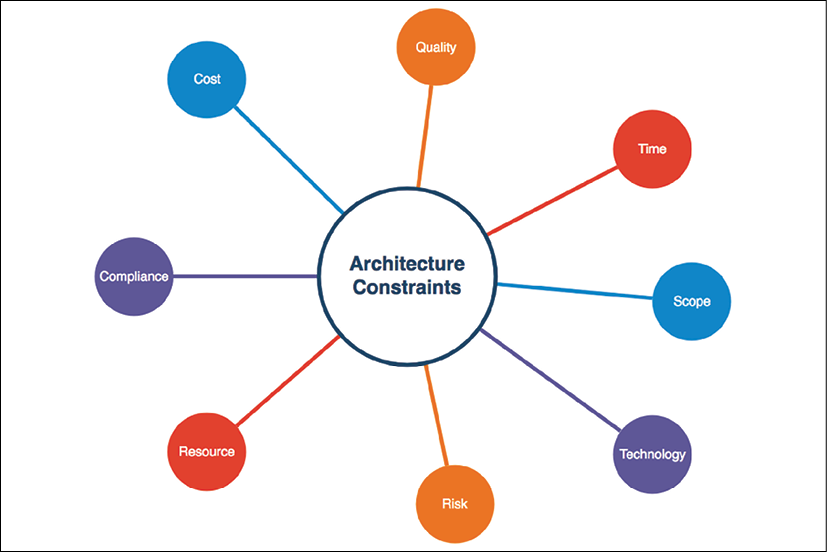 Quality
Cost
Time
Architecture
Constraints
Compliance
Scope
Resource
Technology
Risk